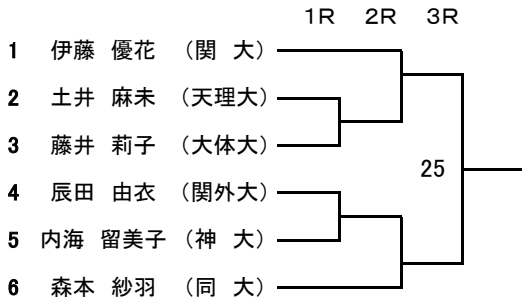 1R 2R 3R
1 伊藤 優花 (関 大)
2 土井 麻未 (天理大)
3 藤井 莉子 (大体大)
25
4 辰田 由衣 (関外大)
5 内海 留美子 (神 大)
6 森本 紗羽 (同 大)